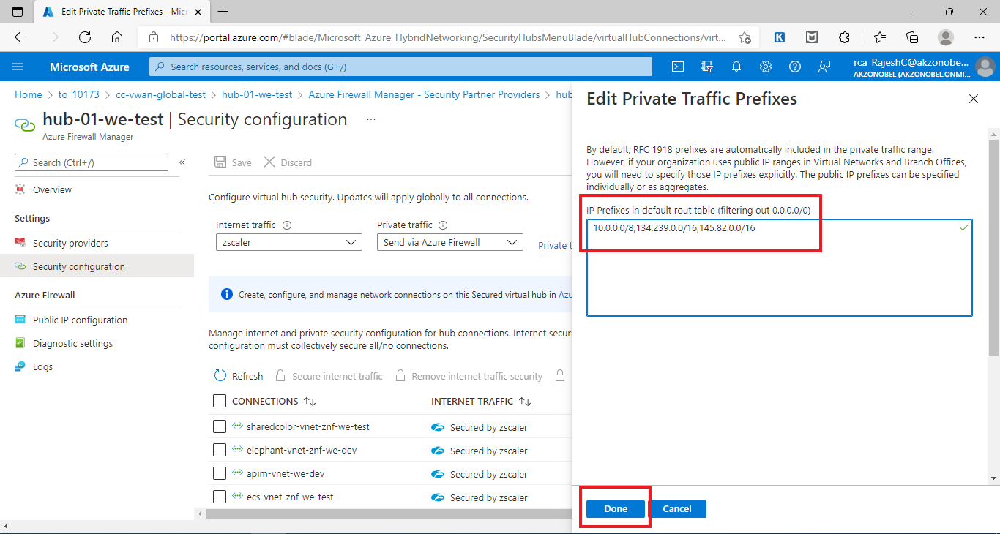 Edit Private Traffic Prefixes - Micr
https://portal.azure.com/#blade/Microsoft_Azure_HybridNetworking/SecurityHubsMenuBlade/virtualHubConnections/virt...
K
Microsoft Azure
Search resources, services, and docs (G+/)
rca_RajeshC@akzonobe...
AKZONOBEL (AKZONOBEL.ONMI...
Home > to_10173 > cc-vwan-global-test > hub-01-we-test > Azure Firewall Manager - Security Partner Providers > hub
hub-01-we-test | Security configuration ...
Azure Firewall Manager
Search (Ctrl+/)
«
Overview
Settings
Security providers
Security configuration
Azure Firewall
Public IP configuration
Diagnostic settings
Logs
Save
Discard
Configure virtual hub security. Updates will apply globally to all connections.
Internet traffic
Private traffic
zscaler
Send via Azure Firewall
Private t
Create, configure, and manage network connections on this Secured virtual hub in Azu
Manage internet and private security configuration for hub connections. Internet secur
configuration must collectively secure all/no connections.
Refresh
Secure internet traffic
Remove internet traffic security
CONNECTIONS
INTERNET TRAFFIC
sharedcolor-vnet-znf-we-test
Secured by zscaler
elephant-vnet-znf-we-dev
Secured by zscaler
apim-vnet-we-dev
Secured by zscaler
ecs-vnet-znf-we-test
Secured by zscaler
Edit Private Traffic Prefixes
By default, RFC 1918 prefixes are automatically included in the private traffic range.
However, if your organization uses public IP ranges in Virtual Networks and Branch Offices,
you will need to specify those IP prefixes explicitly. The public IP prefixes can be specified
individually or as aggregates.
IP Prefixes in default rout table (filtering out 0.0.0.0/0)
10.0.0.0/8,134.239.0.0/16,145.82.0.0/16
Done
Cancel